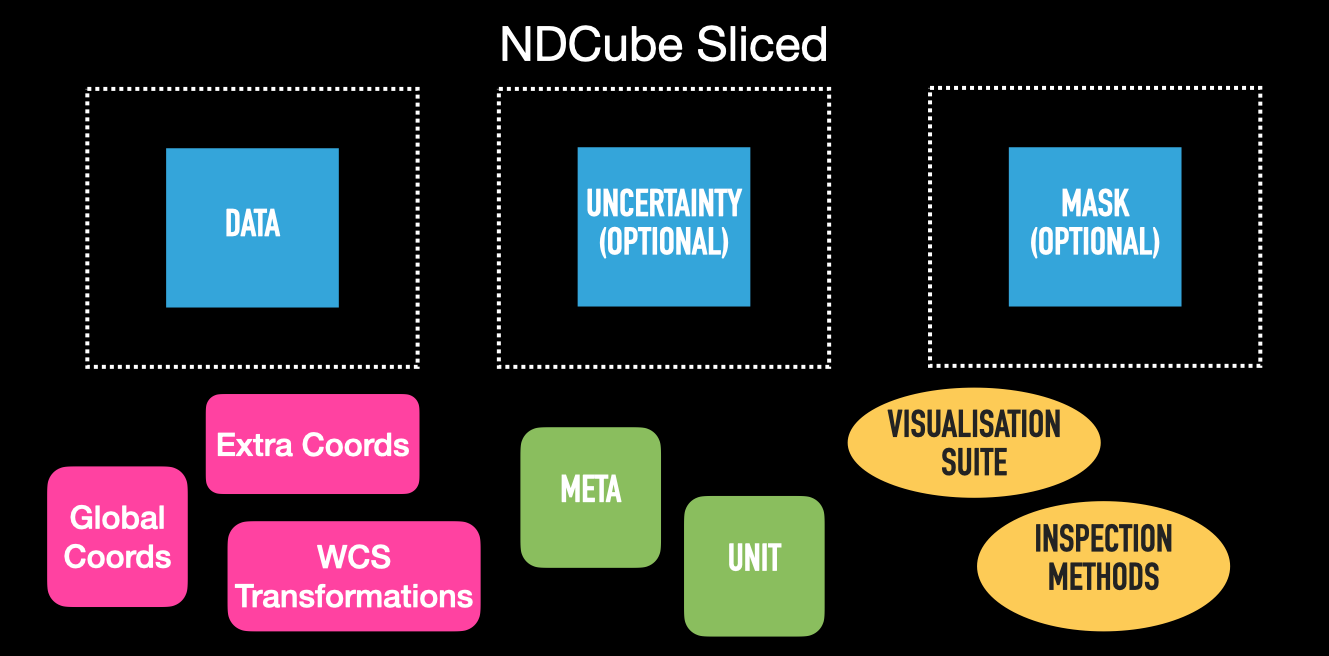 NDCube Sliced
DATA
UNCERTAINTY
(OPTIONAL)
MASK
(OPTIONAL)
Extra Coords
Global
Coords
WCS
Transformations
META
UNIT
VISUALISATION
SUITE
INSPECTION
METHODS